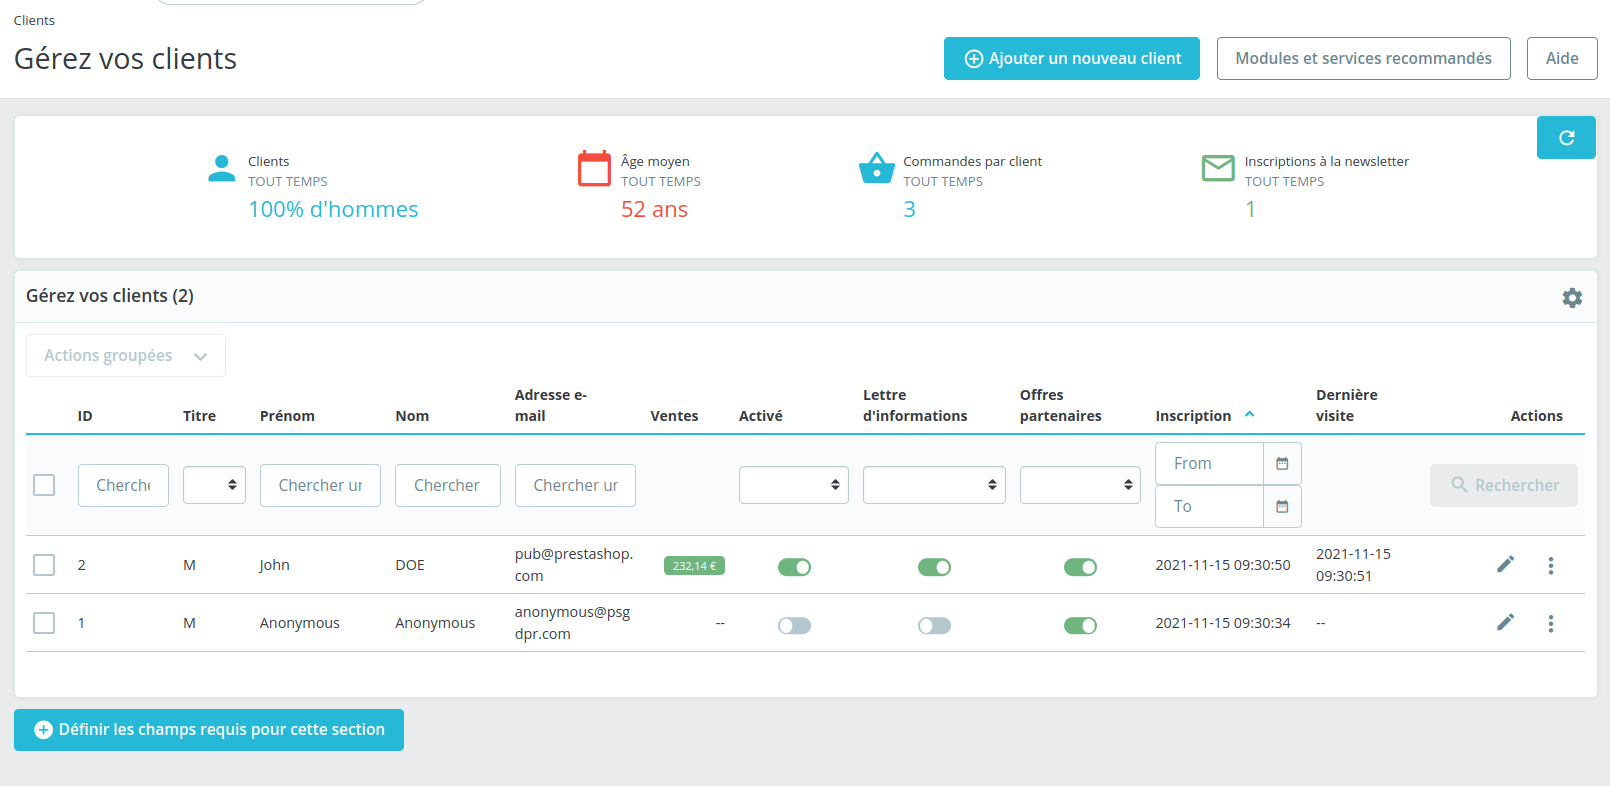 Clients
Gérez vos clients
Ajouter un nouveau client
Modules et services recommandés
Aide
Clients
TOUT TEMPS
100% d'hommes
Âge moyen
TOUT TEMPS
52 ans
Commandes par client
TOUT TEMPS
3
Inscriptions à la newsletter
TOUT TEMPS
1
Gérez vos clients (2)
Actions groupées
ID Titre Prénom Nom Adresse e-
mail Ventes Activé Lettre
d'informations Offres
partenaires Inscription Dernière
visite Actions
Cherche Chercher un Chercher Chercher ur From
To Rechercher
2 M John DOE pub@prestashop.
com 232,14 € 2021-11-15 09:30:50 2021-11-15
09:30:51
1 M Anonymous Anonymous anonymous@psg
dpr.com -- 2021-11-15 09:30:34 --
Définir les champs requis pour cette section